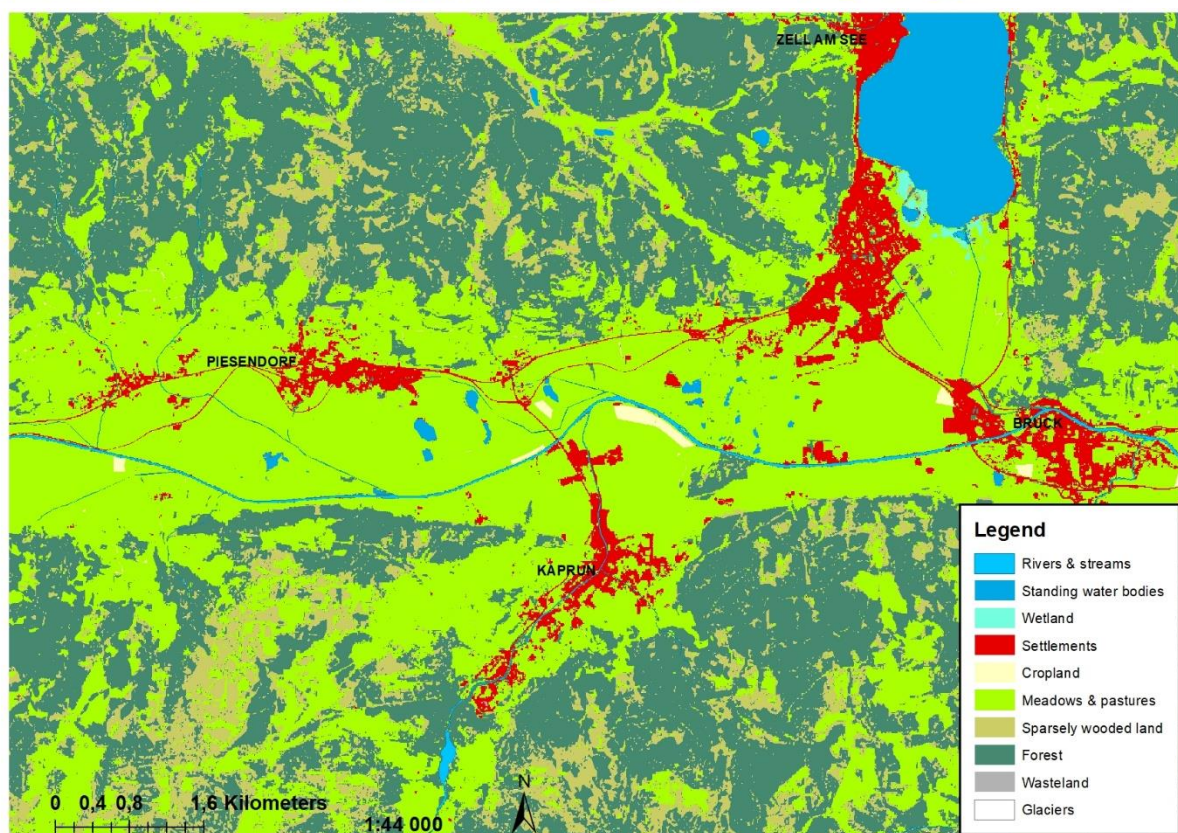 ZELL AM SEE
PIESENDORF
BRUCK
KAPRUN
Legend
Rivers & streams
Standing water bodies
Wetland
Settlements
Cropland
Meadows & pastures
Sparsely wooded land
Forest
Wasteland
Glaciers
N
0 0,4 0,8 1,6 Kilometers
1:44 000